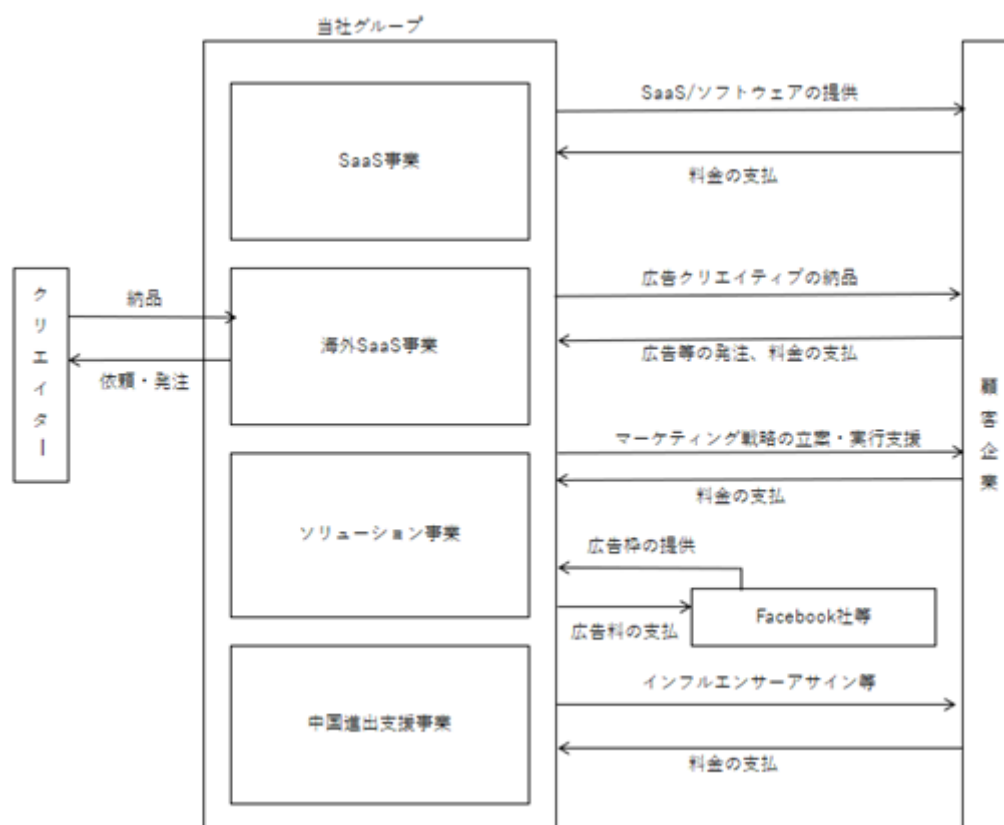 当社グループ
SaaS/ソフトウェアの提供
SaaS事業
料金の支払
クリエイター
納品
広告クリエイティブの納品
海外SaaS事業
広告等の発注、料金の支払
依頼・発注
顧客企業
マーケティング戦略の立案・実行支援
料金の支払
ソリューション事業
広告枠の提供
Facebook社等
広告料の支払
インフルエンサーアサイン等
中国進出支援事業
料金の支払